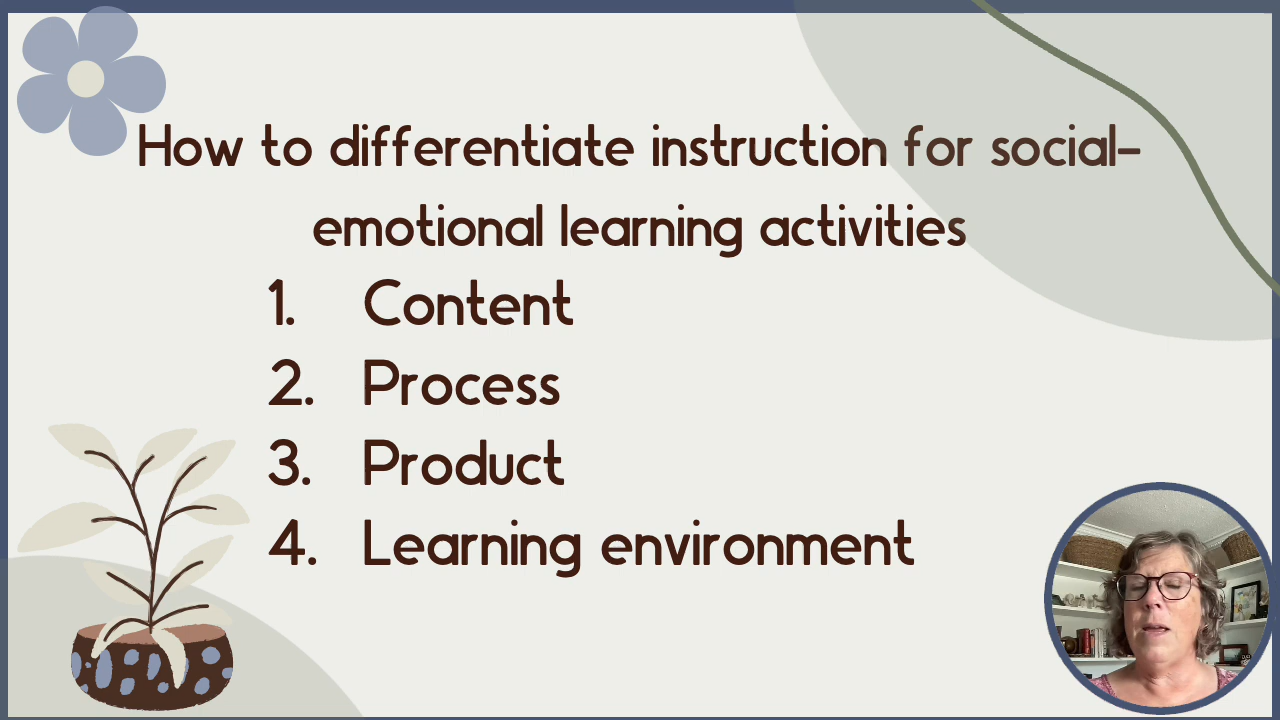 How to differentiate instruction for social-
emotional learning activities
1. Content
2. Process
3. Product
4. Learning environment